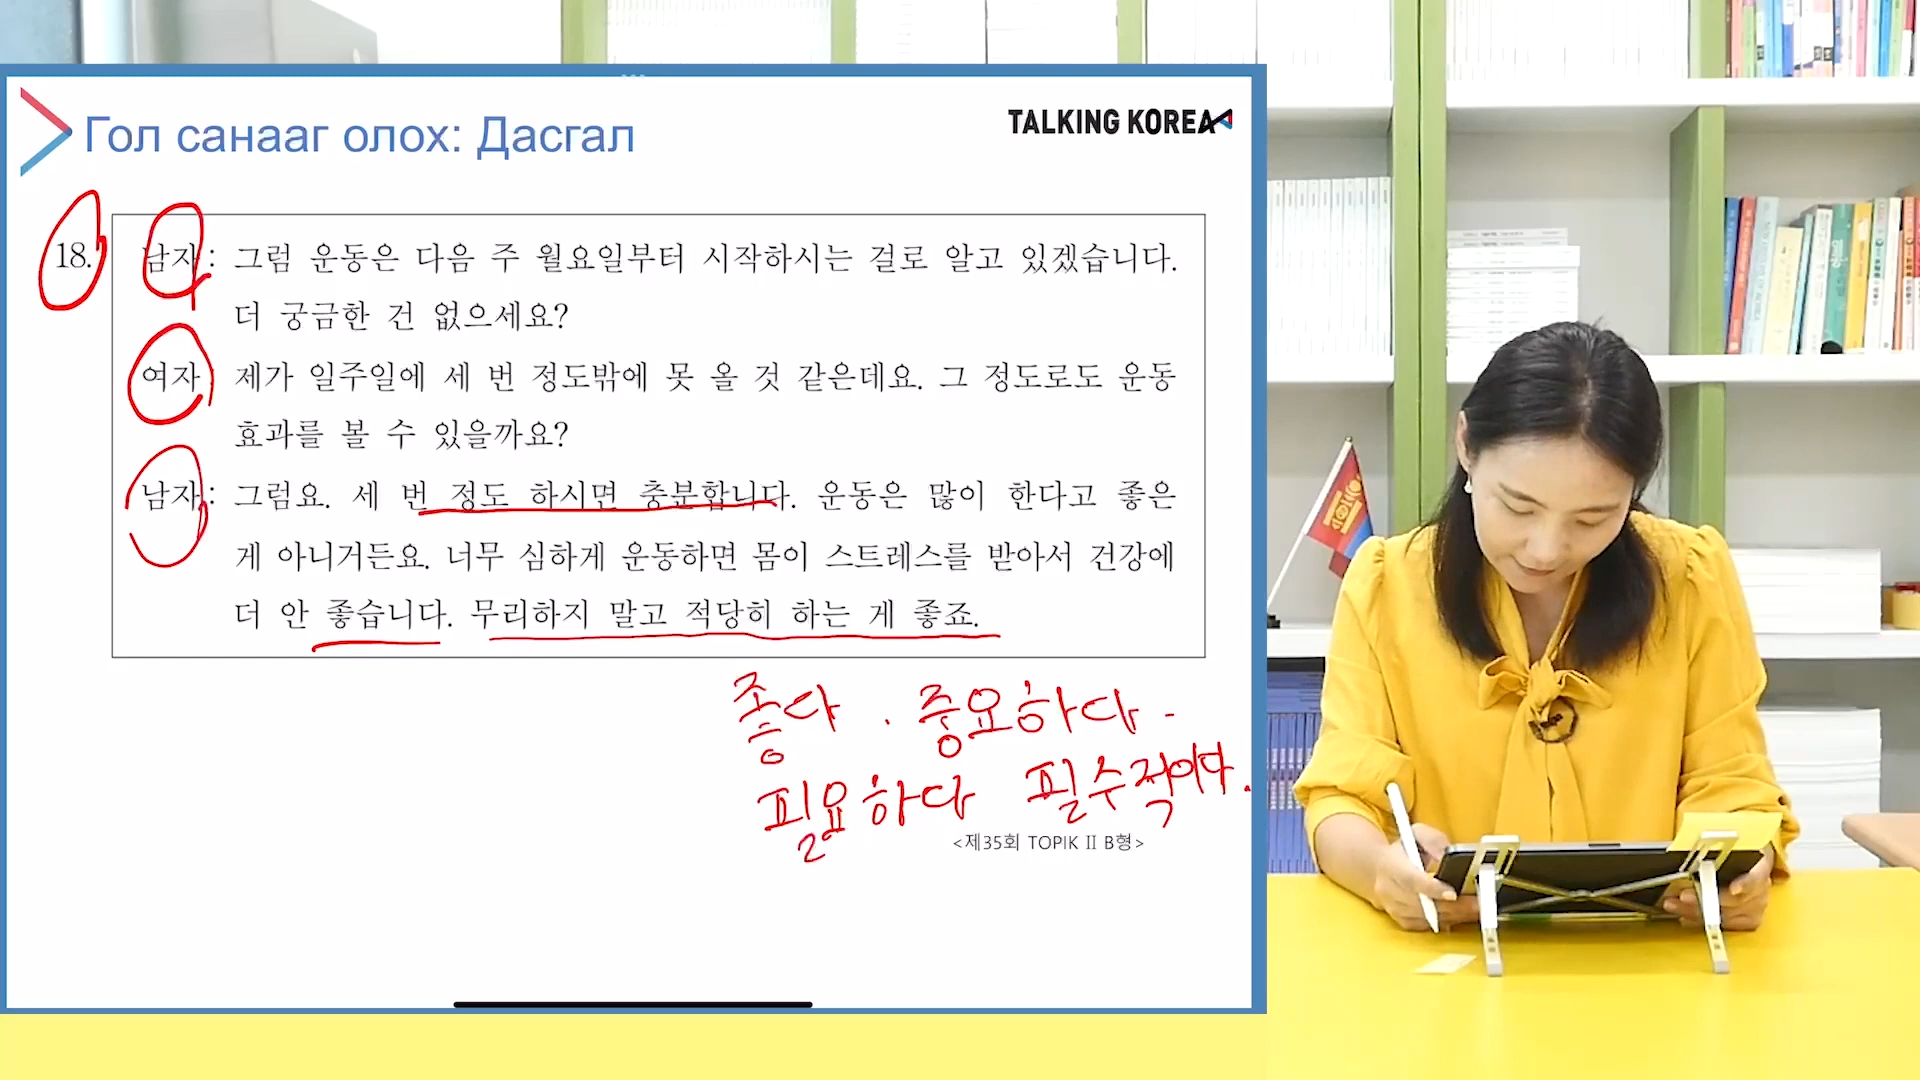 Гол санааг олох: Дасгал
TALKING KOREA
18.
남자: 그럼 운동은 다음 주 월요일부터 시작하시는 걸로 알고 있겠습니다.
더 궁금한 건 없으세요?
여자 제가 일주일에 세 번 정도밖에 못 올 것 같은데요. 그 정도로도 운동
효과를 볼 수 있을까요?
남자: 그럼요. 세 번 정도 하시면 충분합니다. 운동은 많이 한다고 좋은
게 아니거든요. 너무 심하게 운동하면 몸이 스트레스를 받아서 건강에
더 안 좋습니다. 무리하지 말고 적당히 하는 게 좋죠.
좋다. 중요하다.
필요하다 필수적이다.
<제35회 TOPIK II B형>